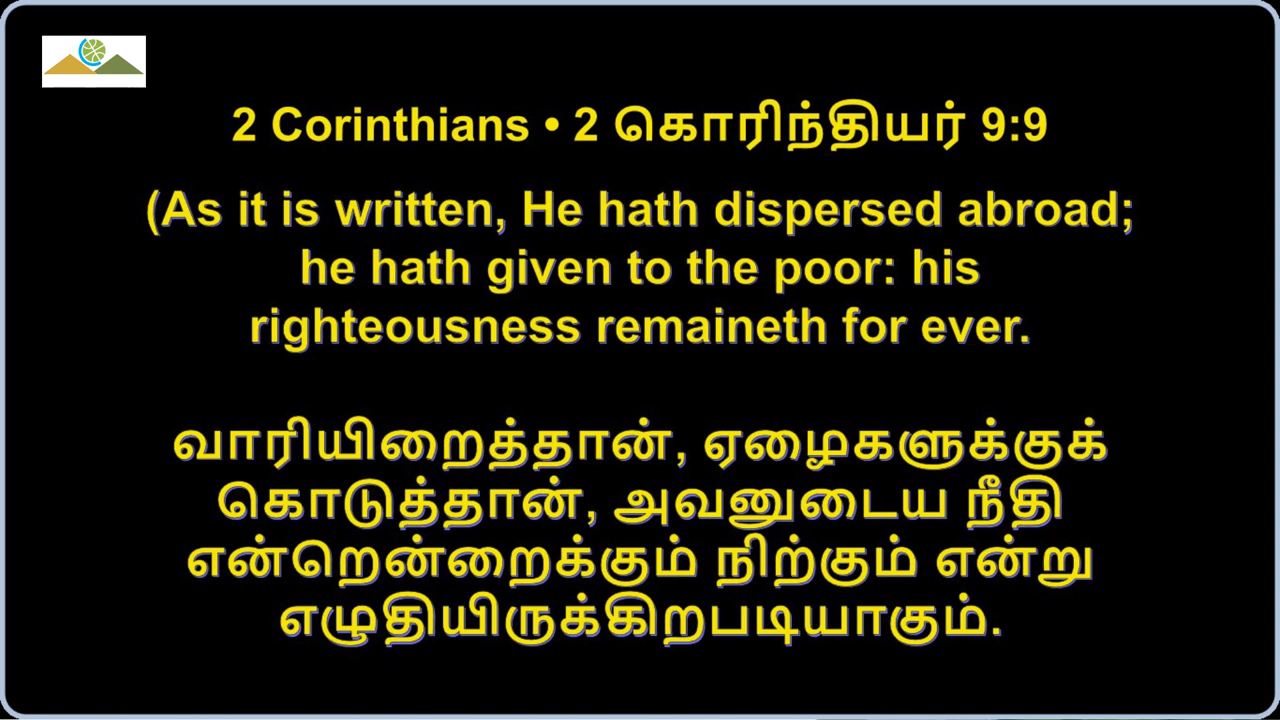 2 Corinthians • 2 கொரிந்தியர் 9:9
(As it is written, He hath dispersed abroad;
he hath given to the poor: his
righteousness remaineth for ever.
வாரியிறைத்தான், ஏழைகளுக்குக்
கொடுத்தான், அவனுடைய நீதி
என்றென்றைக்கும் நிற்கும் என்று
எழுதியிருக்கிறபடியாகும்.